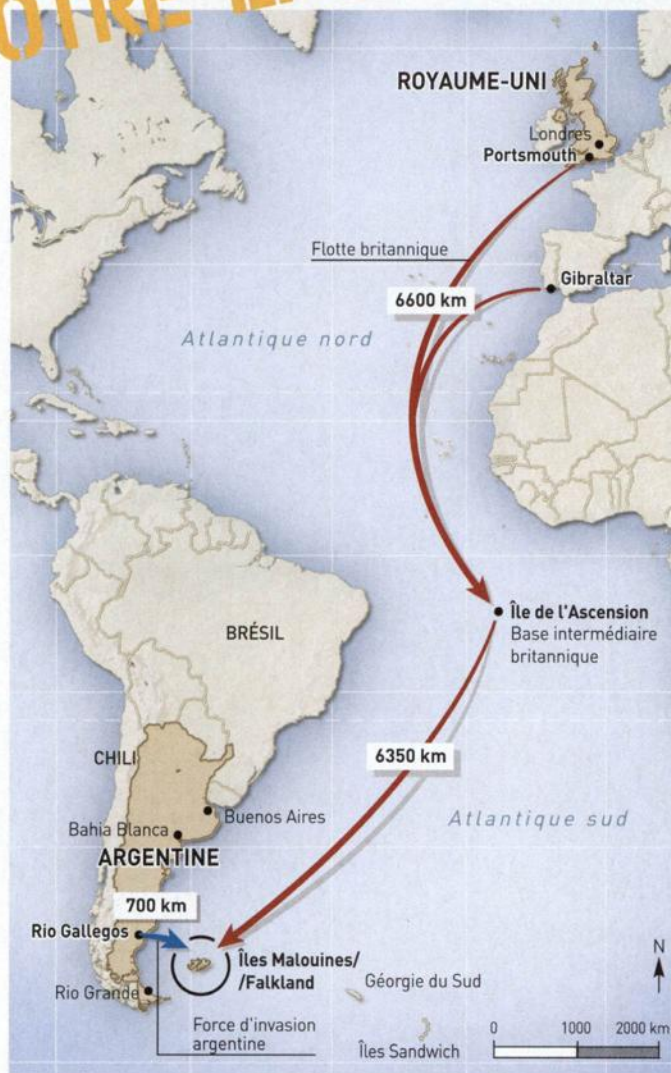 ROYAUME-UNI
Londres
Portsmouth
Flotte britannique
Gibraltar
6600 km
Atlantique nord
Île de l'Ascension
Base intermédiaire
britannique
BRÉSIL
CHILI
6350 km
Buenos Aires
Atlantique sud
Bahia Blanca
ARGENTINE
700 km
Rio Gallegos
Îles Malouines/
/Falkland
Géorgie du Sud
Rio Grande
N
Force d'invasion
argentine
Îles Sandwich
0 1000 2000 km